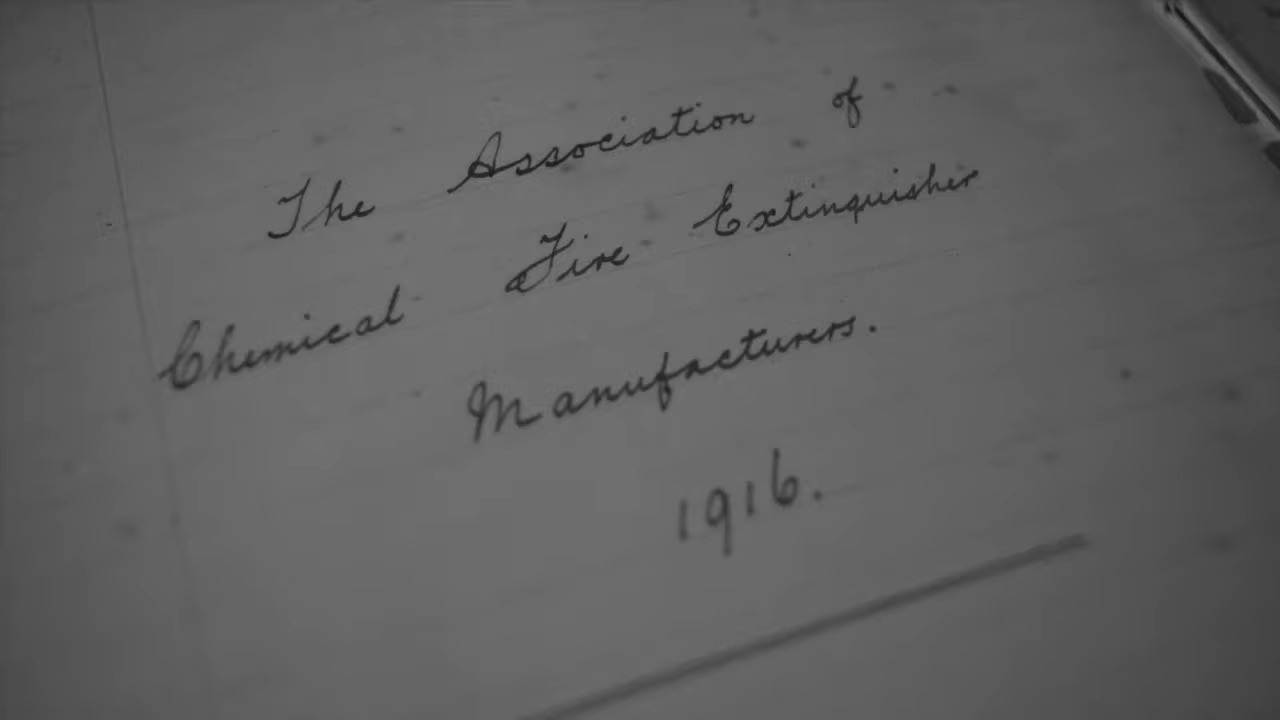 The Association of
Chemical Fire Extinguisher
Manufacturers.
1916.